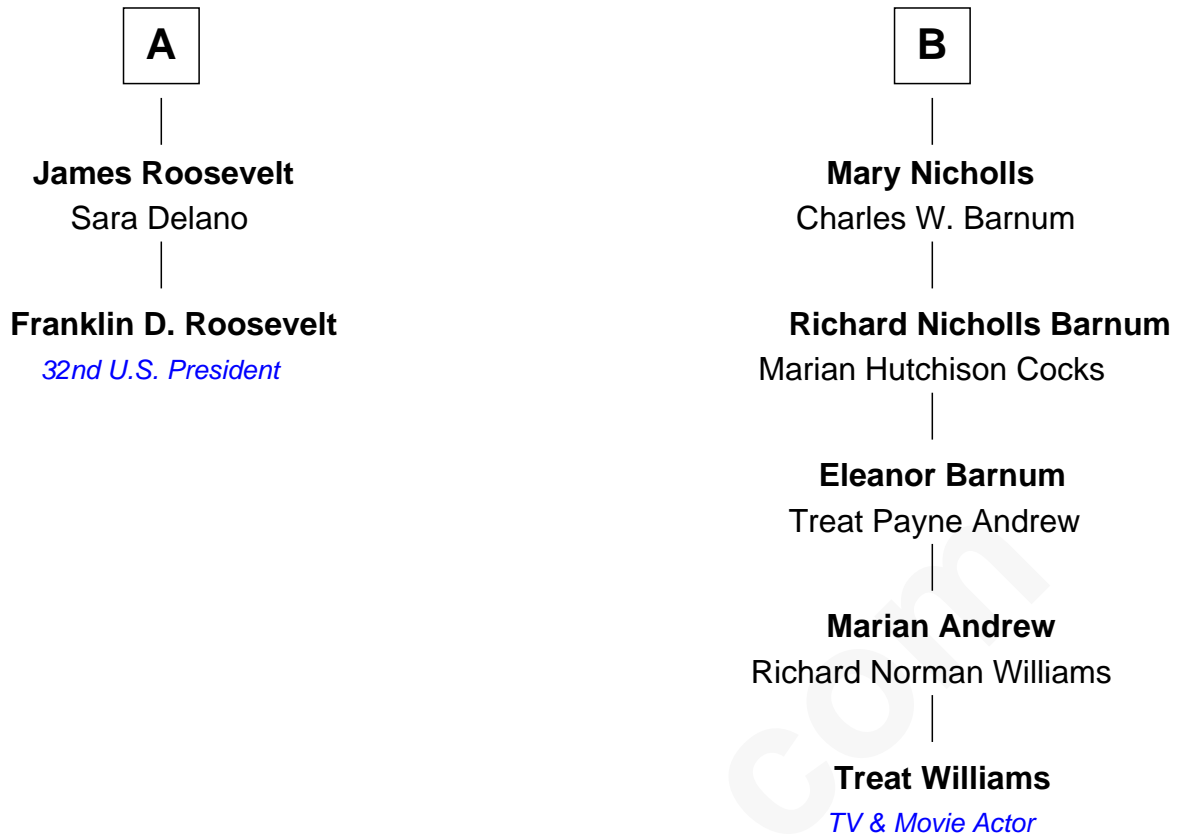 A
James Roosevelt
Sara Delano
Franklin D. Roosevelt
32nd U.S. President
B
Mary Nicholls
Charles W. Barnum
Richard Nicholls Barnum
Marian Hutchison Cocks
Eleanor Barnum
Treat Payne Andrew
Marian Andrew
Richard Norman Williams
Treat Williams
TV & Movie Actor
com